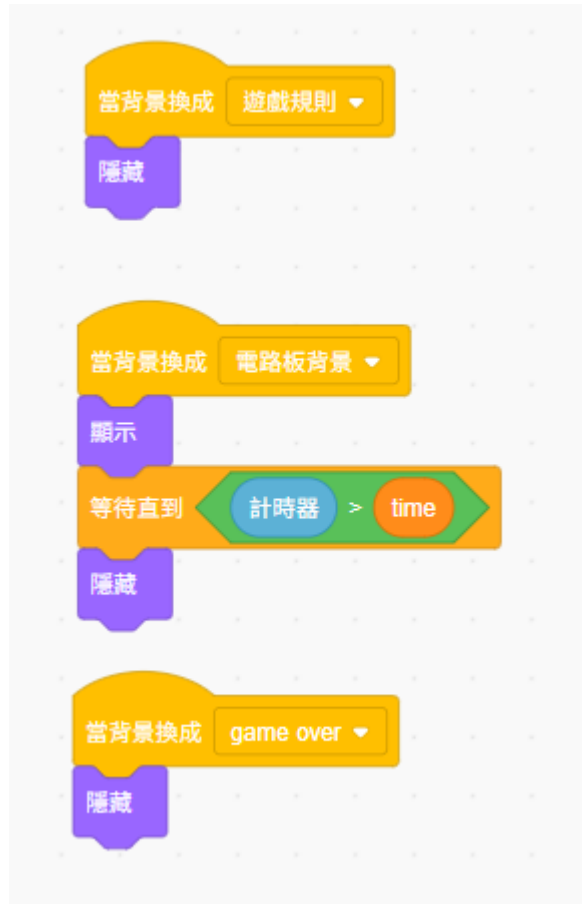 當背景換成 遊戲規則
隱藏
當背景換成 電路板背景
顯示
等待直到 計時器 > time
隱藏
當背景換成 game over
隱藏